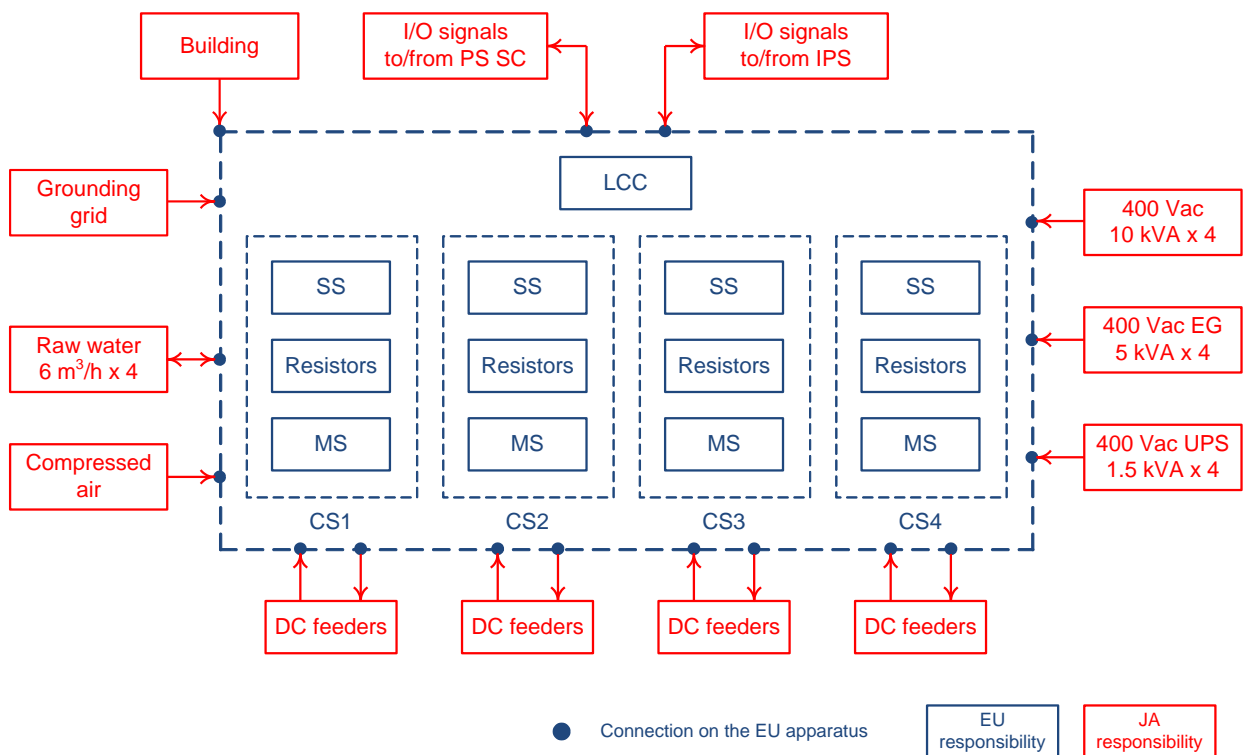 Building
I/O signals
to/from PS SC
I/O signals
to/from IPS
LCC
Grounding
grid
400 Vac
10 kVA x 4
SS
SS
SS
SS
Raw water
6 m³/h x 4
Resistors
Resistors
Resistors
Resistors
400 Vac EG
5 kVA x 4
MS
MS
MS
MS
Compressed
air
400 Vac UPS
1.5 kVA x 4
CS1
CS2
CS3
CS4
DC feeders
DC feeders
DC feeders
DC feeders
Connection on the EU apparatus
EU
responsibility
JA
responsibility